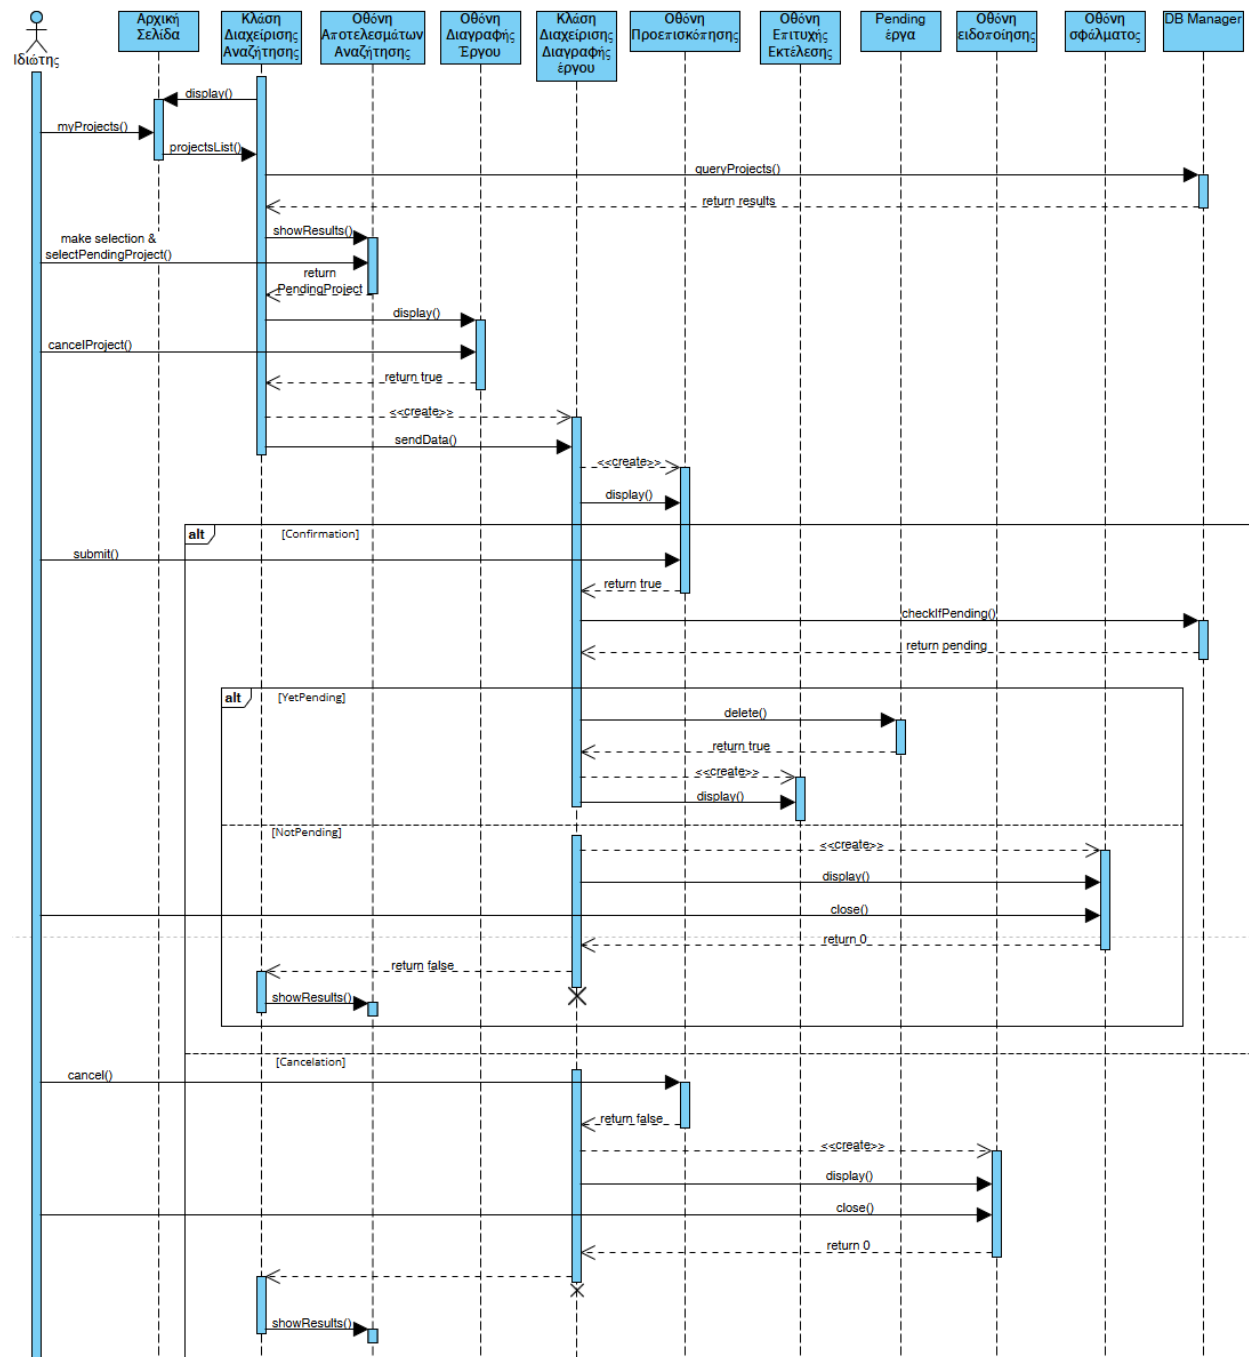 Ιδιώτης
Αρχική
Σελίδα
Κλάση
Διαχείρισης
Αναζήτησης
Οθόνη
Αποτελεσμάτων
Αναζήτησης
Οθόνη
Διαγραφής
Έργου
Κλάση
Διαχείρισης
Διαγραφής
έργου
Οθόνη
Προεπισκόπησης
Οθόνη
Επιτυχής
Εκτέλεσης
Pending
έργα
Οθόνη
ειδοποίησης
Οθόνη
σφάλματος
DB Manager
display()
myProjects()
projectsList()
queryProjects()
return results
showResults()
make selection &
selectPendingProject()
return
PendingProject
display()
cancelProject()
return true
<<create>>
sendData()
<<create>>
display()
alt
[Confirmation]
submit()
return true
checkIfPending()
return pending
alt
[YetPending]
delete()
return true
<<create>>
display()
[NotPending]
<<create>>
display()
close()
return 0
return false
showResults()
[Cancelation]
cancel()
return false
<<create>>
display()
close()
return 0
showResults()